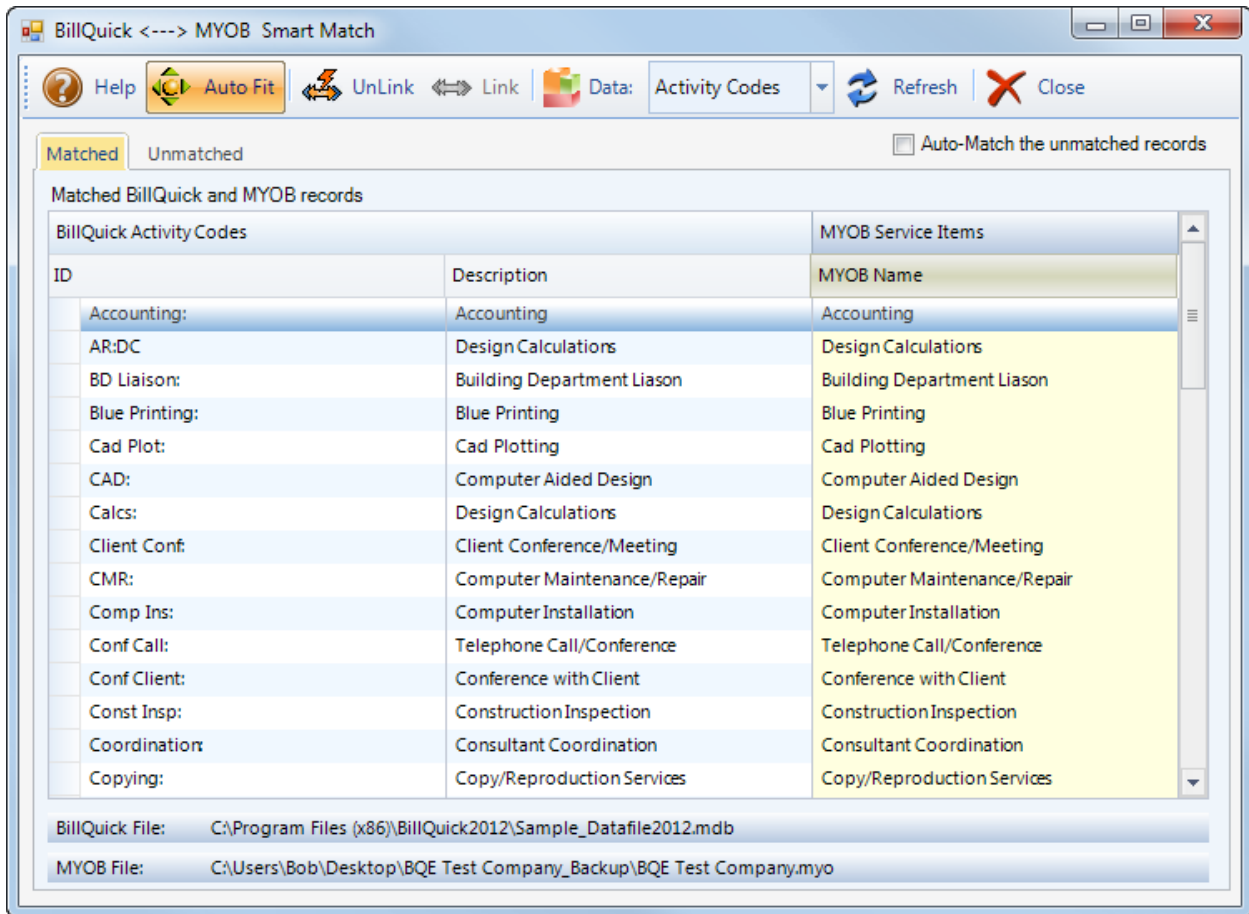 BillQuick <---> MYOB Smart Match
Help Auto Fit UnLink Link Data: Activity Codes Refresh Close
Matched Unmatched Auto-Match the unmatched records
Matched BillQuick and MYOB records
BillQuick Activity Codes MYOB Service Items
ID Description MYOB Name
Accounting: Accounting Accounting
AR:DC Design Calculations Design Calculations
BD Liaison: Building Department Liason Building Department Liason
Blue Printing: Blue Printing Blue Printing
Cad Plot: Cad Plotting Cad Plotting
CAD: Computer Aided Design Computer Aided Design
Calcs: Design Calculations Design Calculations
Client Conf: Client Conference/Meeting Client Conference/Meeting
CMR: Computer Maintenance/Repair Computer Maintenance/Repair
Comp Ins: Computer Installation Computer Installation
Conf Call: Telephone Call/Conference Telephone Call/Conference
Conf Client: Conference with Client Conference with Client
Const Insp: Construction Inspection Construction Inspection
Coordination: Consultant Coordination Consultant Coordination
Copying: Copy/Reproduction Services Copy/Reproduction Services
BillQuick File: C:\Program Files (x86)\BillQuick2012\Sample_Datafile2012.mdb
MYOB File: C:\Users\Bob\Desktop\BQE Test Company_Backup\BQE Test Company.myo